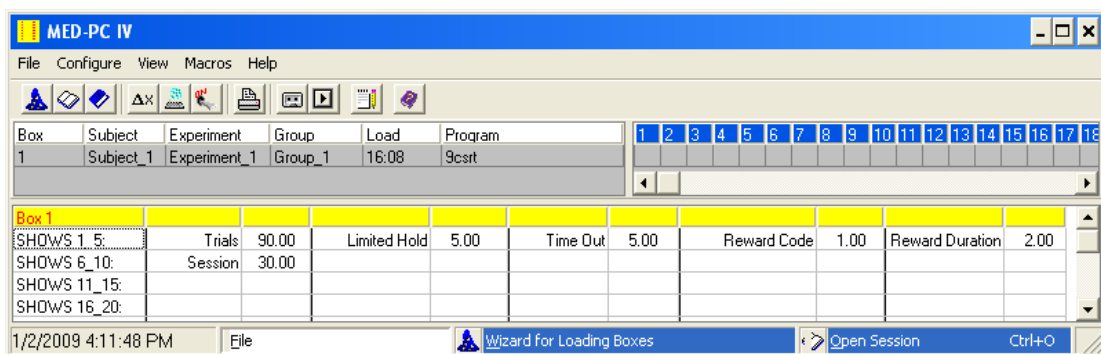 MED-PC IV
File Configure View Macros Help
Box Subject Experiment Group Load Program 1 2 3 4 5 6 7 8 9 10 11 12 13 14 15 16 17 18
1 Subject_1 Experiment_1 Group_1 16:08 9csrt
Box 1
SHOWS 1_5: Trials 90.00 Limited Hold 5.00 Time Out 5.00 Reward Code 1.00 Reward Duration 2.00
SHOWS 6_10: Session 30.00
SHOWS 11_15:
SHOWS 16_20:
1/2/2009 4:11:48 PM File Wizard for Loading Boxes Open Session Ctrl+O